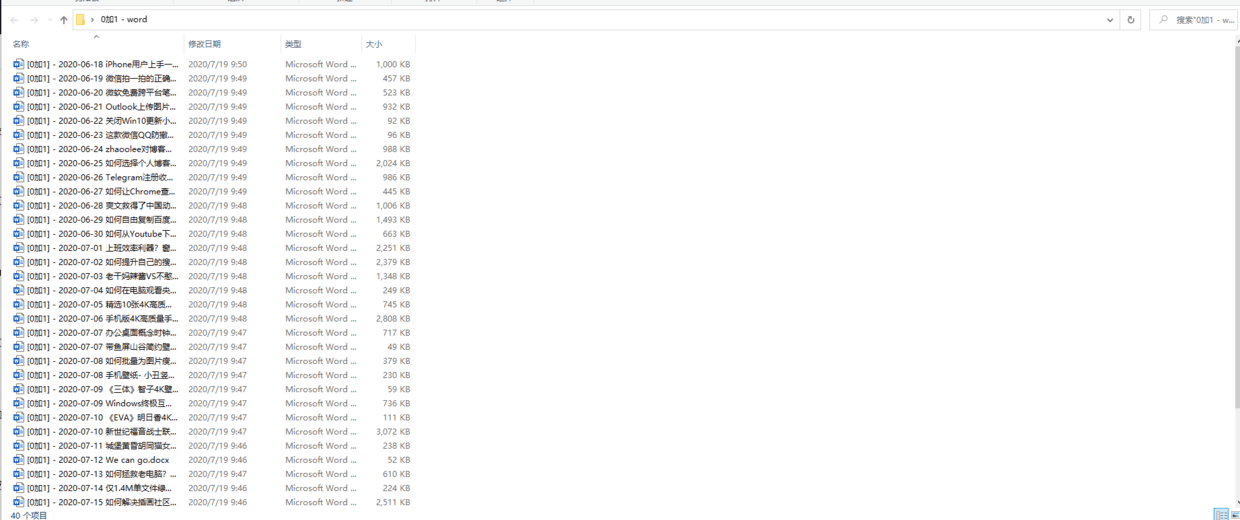 0加1 - word
搜索"0加1 - w...
名称 修改日期 类型 大小
[0加1] - 2020-06-18 iPhone用户上手一... 2020/7/19 9:50 Microsoft Word ... 1,000 KB
[0加1] - 2020-06-19 微信拍一拍的正确... 2020/7/19 9:49 Microsoft Word ... 457 KB
[0加1] - 2020-06-20 微软免费跨平台笔... 2020/7/19 9:49 Microsoft Word ... 523 KB
[0加1] - 2020-06-21 Outlook上传图片... 2020/7/19 9:49 Microsoft Word ... 932 KB
[0加1] - 2020-06-22 关闭Win10更新小... 2020/7/19 9:49 Microsoft Word ... 92 KB
[0加1] - 2020-06-23 这款微信QQ防撤... 2020/7/19 9:49 Microsoft Word ... 96 KB
[0加1] - 2020-06-24 zhaoolee对博客... 2020/7/19 9:49 Microsoft Word ... 988 KB
[0加1] - 2020-06-25 如何选择个人博客... 2020/7/19 9:49 Microsoft Word ... 2,024 KB
[0加1] - 2020-06-26 Telegram注册收... 2020/7/19 9:49 Microsoft Word ... 986 KB
[0加1] - 2020-06-27 如何让Chrome查... 2020/7/19 9:49 Microsoft Word ... 445 KB
[0加1] - 2020-06-28 爽文救得了中国动... 2020/7/19 9:48 Microsoft Word ... 1,006 KB
[0加1] - 2020-06-29 如何自由复制百度... 2020/7/19 9:48 Microsoft Word ... 1,493 KB
[0加1] - 2020-06-30 如何从Youtube下... 2020/7/19 9:48 Microsoft Word ... 663 KB
[0加1] - 2020-07-01 上班效率利器？窗... 2020/7/19 9:48 Microsoft Word ... 2,251 KB
[0加1] - 2020-07-02 如何提升自己的搜... 2020/7/19 9:48 Microsoft Word ... 2,379 KB
[0加1] - 2020-07-03 老干妈辣酱VS不憨... 2020/7/19 9:48 Microsoft Word ... 1,348 KB
[0加1] - 2020-07-04 如何在电脑观看央... 2020/7/19 9:48 Microsoft Word ... 249 KB
[0加1] - 2020-07-05 精选10张4K高质... 2020/7/19 9:48 Microsoft Word ... 745 KB
[0加1] - 2020-07-06 手机版4K高质量手... 2020/7/19 9:48 Microsoft Word ... 2,808 KB
[0加1] - 2020-07-07 办公桌面概念时钟... 2020/7/19 9:47 Microsoft Word ... 717 KB
[0加1] - 2020-07-07 带鱼屏山谷简约壁... 2020/7/19 9:47 Microsoft Word ... 49 KB
[0加1] - 2020-07-08 如何批量为图片瘦... 2020/7/19 9:47 Microsoft Word ... 379 KB
[0加1] - 2020-07-08 手机壁纸- 小丑竖... 2020/7/19 9:47 Microsoft Word ... 230 KB
[0加1] - 2020-07-09 《三体》智子4K壁... 2020/7/19 9:47 Microsoft Word ... 59 KB
[0加1] - 2020-07-09 Windows终极互... 2020/7/19 9:47 Microsoft Word ... 736 KB
[0加1] - 2020-07-10 《EVA》明日香4K... 2020/7/19 9:47 Microsoft Word ... 111 KB
[0加1] - 2020-07-10 新世纪福音战士联... 2020/7/19 9:47 Microsoft Word ... 3,072 KB
[0加1] - 2020-07-11 城堡黄昏胡同猫女... 2020/7/19 9:46 Microsoft Word ... 238 KB
[0加1] - 2020-07-12 We can go.docx 2020/7/19 9:46 Microsoft Word ... 52 KB
[0加1] - 2020-07-13 如何拯救老电脑？... 2020/7/19 9:46 Microsoft Word ... 610 KB
[0加1] - 2020-07-14 仅1.4M单文件绿... 2020/7/19 9:46 Microsoft Word ... 224 KB
[0加1] - 2020-07-15 如何解决插画社区... 2020/7/19 9:46 Microsoft Word ... 2,511 KB
40 个项目